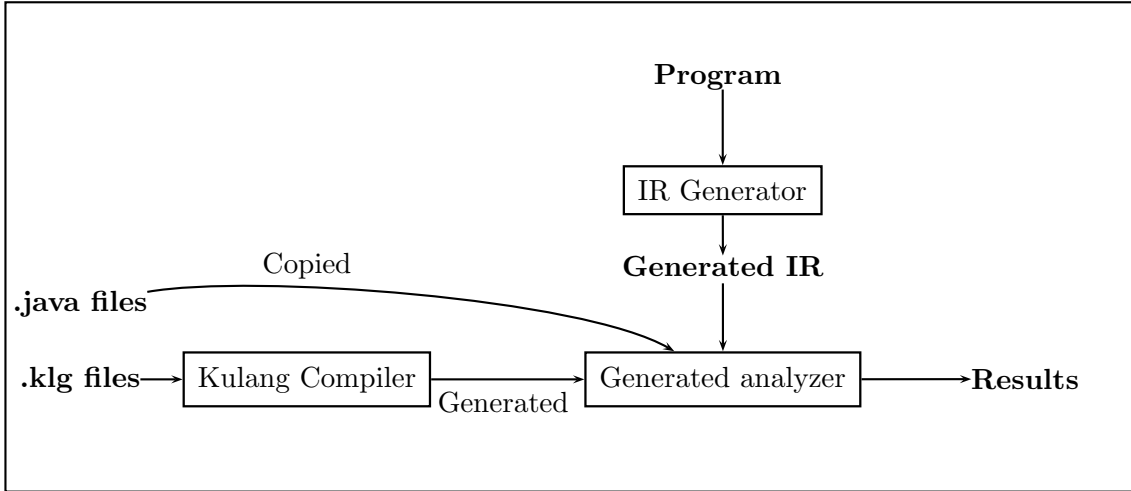 Program
IR Generator
Generated IR
Copied
.java files
.klg files
Kulang Compiler
Generated
Generated analyzer
Results